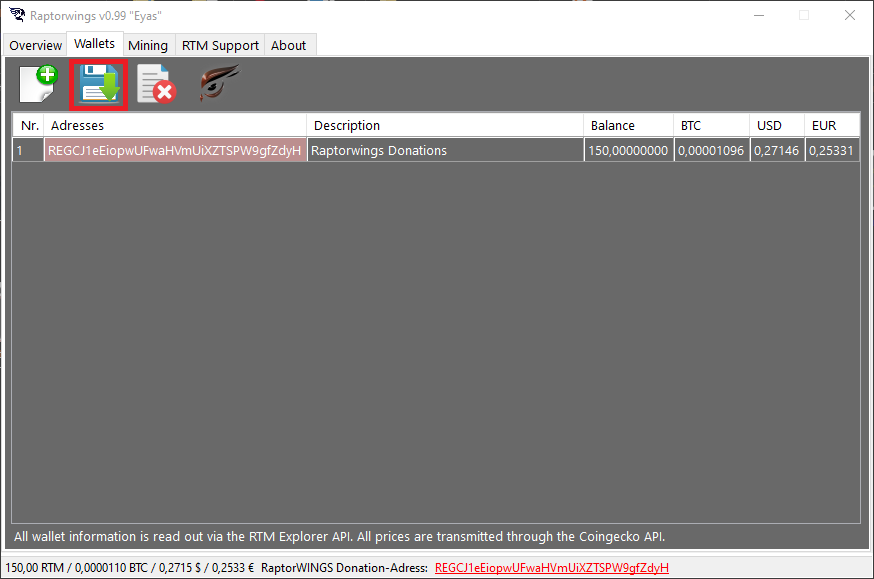 Raptorwings v0.99 "Eyas"
Overview Wallets Mining RTM Support About
Nr. Adresses Description Balance BTC USD EUR
1 REGCJ1eEiopwUFwaHVmUiXZTSPW9gfZdyH Raptorwings Donations 150,00000000 0,00001096 0,27146 0,25331
All wallet information is read out via the RTM Explorer API. All prices are transmitted through the Coingecko API.
150,00 RTM / 0,0000110 BTC / 0,2715 $ / 0,2533 € RaptorWINGS Donation-Adress: REGCJ1eEiopwUFwaHVmUiXZTSPW9gfZdyH